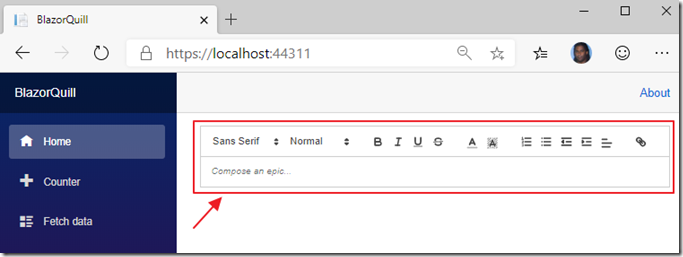 BlazorQuill
https://localhost:44311
BlazorQuill
About
Home
Sans Serif Normal B I U S A A
Compose an epic...
Counter
Fetch data